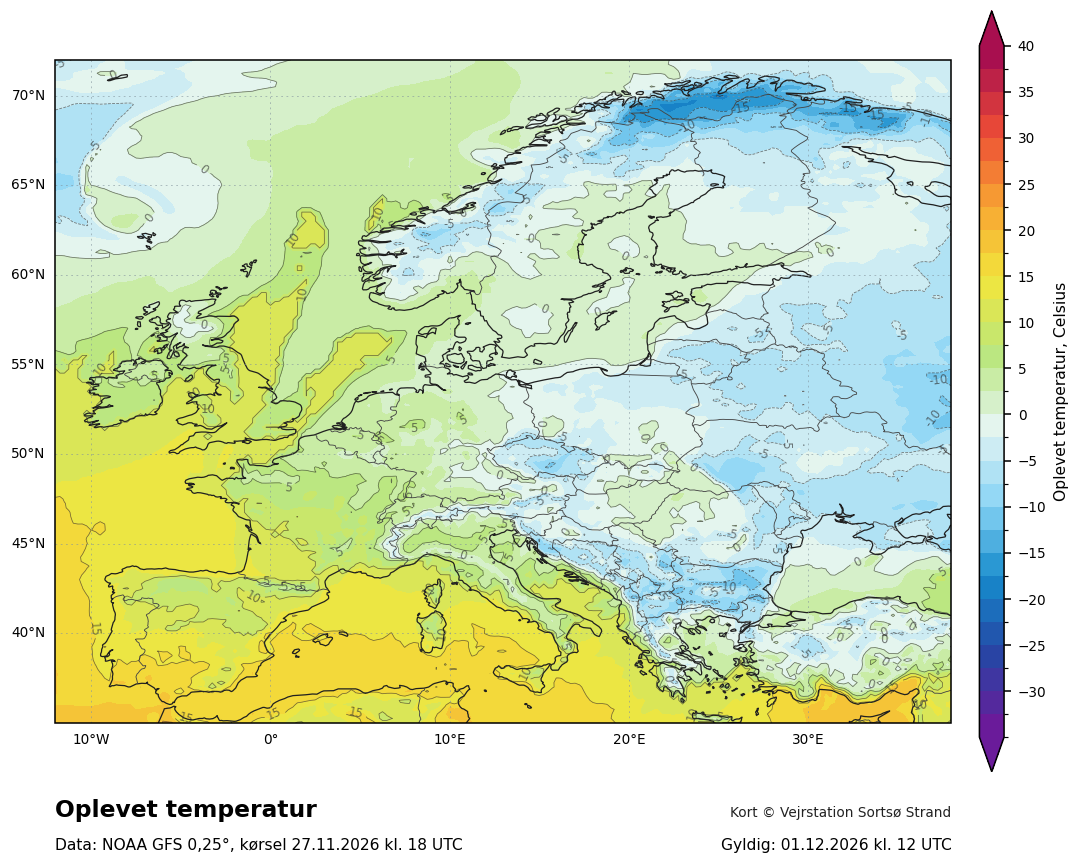 70°N
65°N
60°N
55°N
50°N
45°N
40°N
10°W
0°
10°E
20°E
30°E
40
35
30
25
20
15
10
5
0
−5
−10
−15
−20
−25
−30
Oplevet temperatur, Celsius
Oplevet temperatur
Kort © Vejrstation Sortsø Strand
Data: NOAA GFS 0,25°, kørsel 27.11.2026 kl. 18 UTC
Gyldig: 01.12.2026 kl. 12 UTC